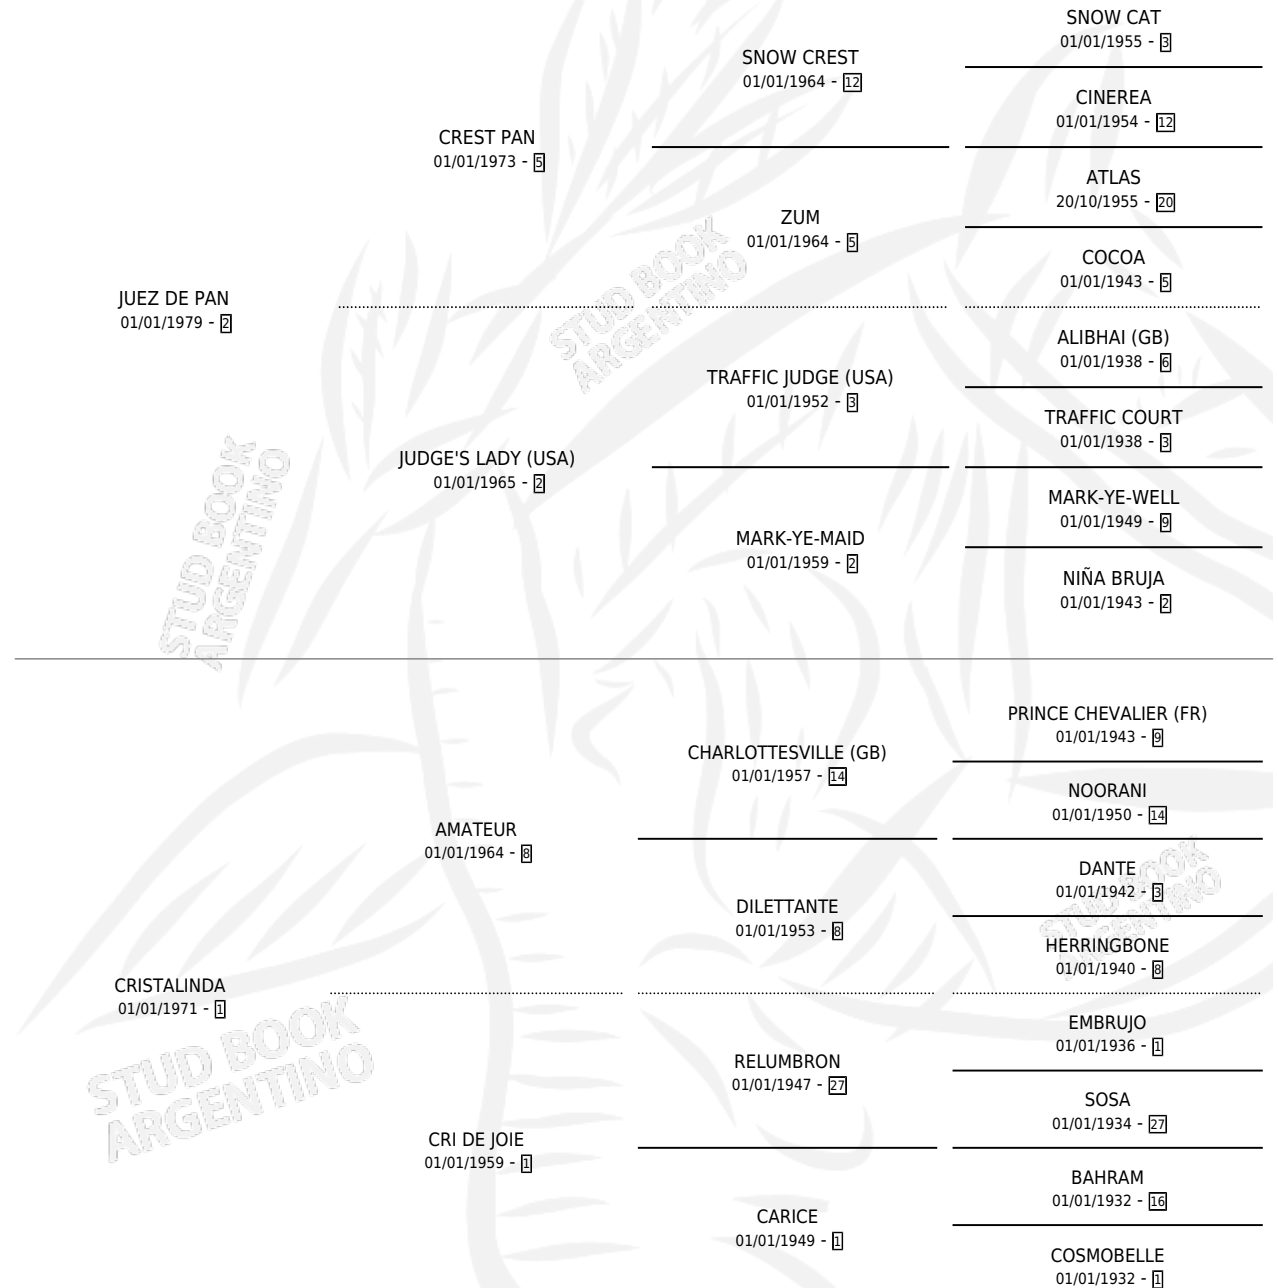 SNOW CAT
01/01/1955 - 3
SNOW CREST
01/01/1964 - 12
CINEREA
01/01/1954 - 12
CREST PAN
01/01/1973 - 5
ATLAS
20/10/1955 - 20
ZUM
01/01/1964 - 5
COCOA
01/01/1943 - 5
JUEZ DE PAN
01/01/1979 - 2
STUD BOOK
ARGENTINO
ALIBHAI (GB)
01/01/1938 - 6
TRAFFIC JUDGE (USA)
01/01/1952 - 3
TRAFFIC COURT
01/01/1938 - 3
JUDGE'S LADY (USA)
01/01/1965 - 2
MARK-YE-WELL
01/01/1949 - 9
MARK-YE-MAID
01/01/1959 - 2
NIÑA BRUJA
01/01/1943 - 2
STUD BOOK
ARGENTINO
PRINCE CHEVALIER (FR)
01/01/1943 - 9
CHARLOTTESVILLE (GB)
01/01/1957 - 14
NOORANI
01/01/1950 - 14
AMATEUR
01/01/1964 - 8
DANTE
01/01/1942 - 3
DILETTANTE
01/01/1953 - 8
STUD BOOK
ARGENTINO
HERRINGBONE
01/01/1940 - 8
CRISTALINDA
01/01/1971 - 1
EMBRUJO
01/01/1936 - 1
RELUMBRON
01/01/1947 - 27
SOSA
01/01/1934 - 27
STUD BOOK
ARGENTINO
CRI DE JOIE
01/01/1959 - 1
BAHRAM
01/01/1932 - 16
CARICE
01/01/1949 - 1
COSMOBELLE
01/01/1932 - 1